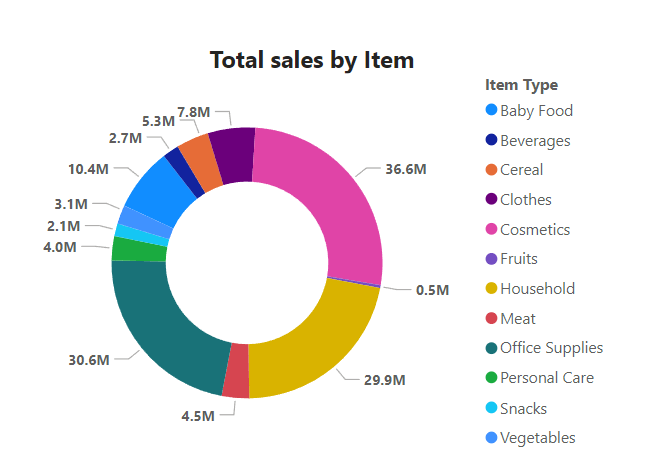 Total sales by Item
Item Type
Baby Food
Beverages
Cereal
Clothes
Cosmetics
Fruits
Household
Meat
Office Supplies
Personal Care
Snacks
Vegetables
7.8M
5.3M
2.7M
10.4M
3.1M
2.1M
4.0M
30.6M
4.5M
29.9M
0.5M
36.6M